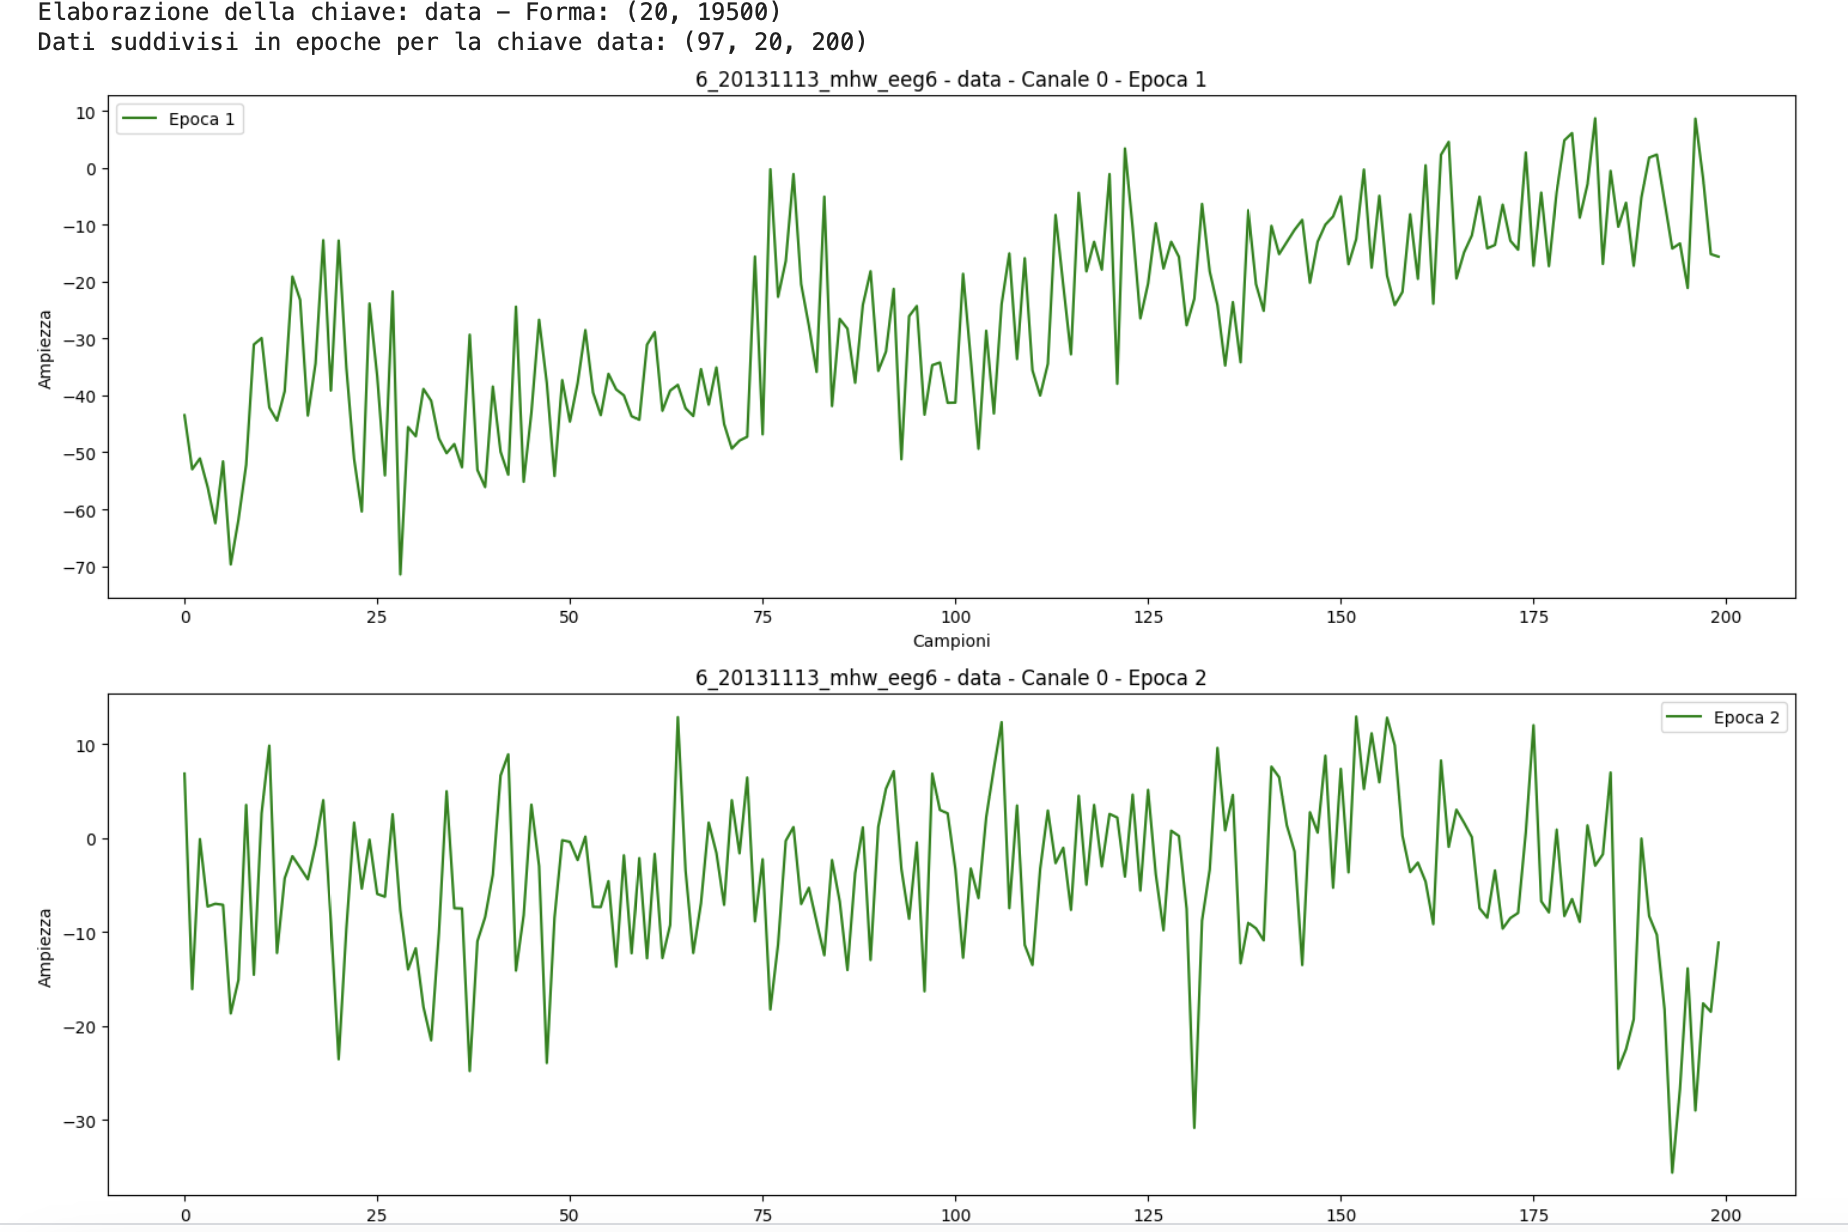 Elaborazione della chiave: data – Forma: (20, 19500)
Dati suddivisi in epoche per la chiave data: (97, 20, 200)
6_20131113_mhw_eeg6 - data - Canale 0 - Epoca 1
Epoca 1
10
0
−10
−20
−30
−40
−50
−60
−70
Ampiezza
0 25 50 75 100 125 150 175 200
Campioni
6_20131113_mhw_eeg6 - data - Canale 0 - Epoca 2
Epoca 2
10
0
−10
−20
−30
Ampiezza
0 25 50 75 100 125 150 175 200